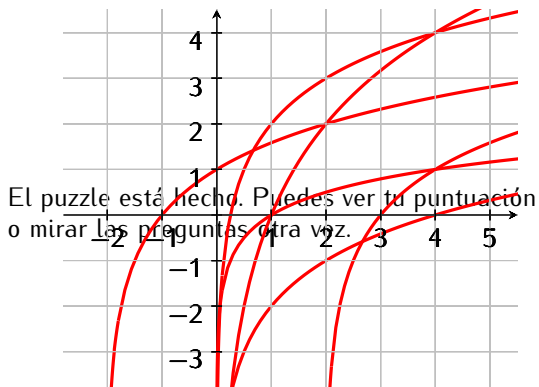 4
3
2
1
El puzzle está hecho. Puedes ver tu puntuación
o mirar las preguntas otra vez.
−2 −1 1 2 3 4 5
−1
−2
−3